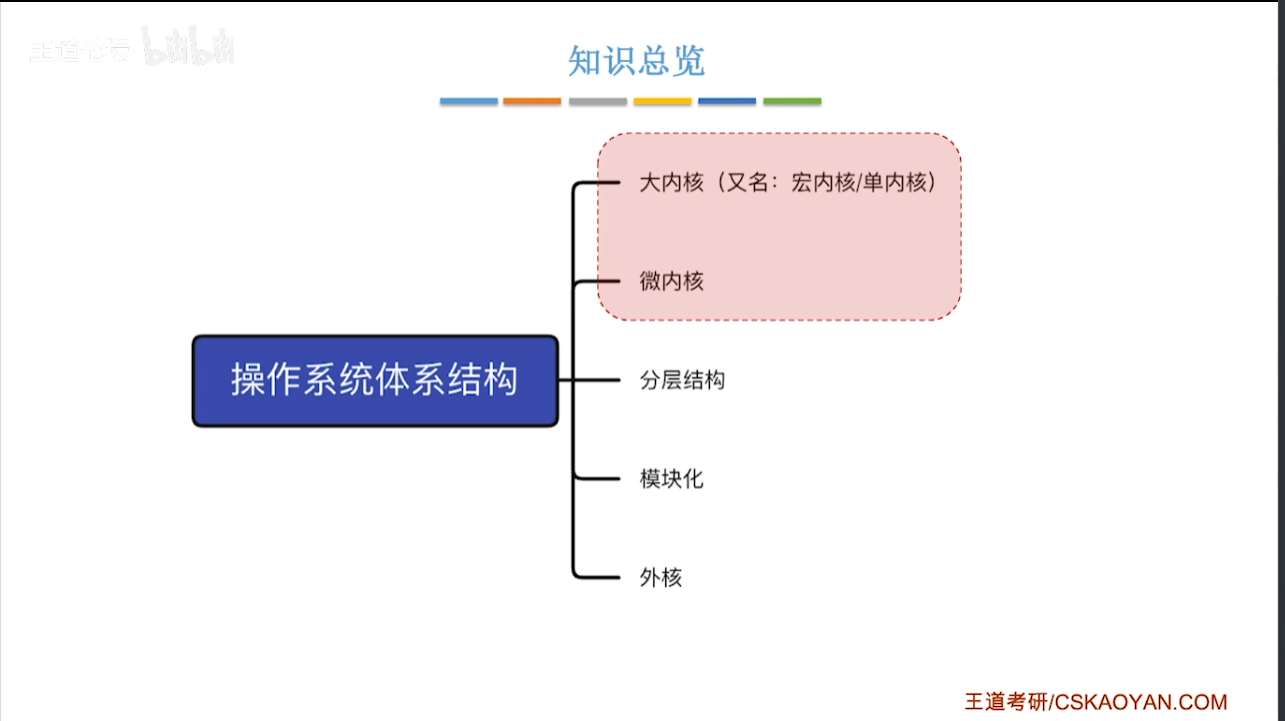 王道论坛 bilibili
知识总览
大内核（又名：宏内核/单内核）
微内核
操作系统体系结构
分层结构
模块化
外核
王道考研/CSKAOYAN.COM